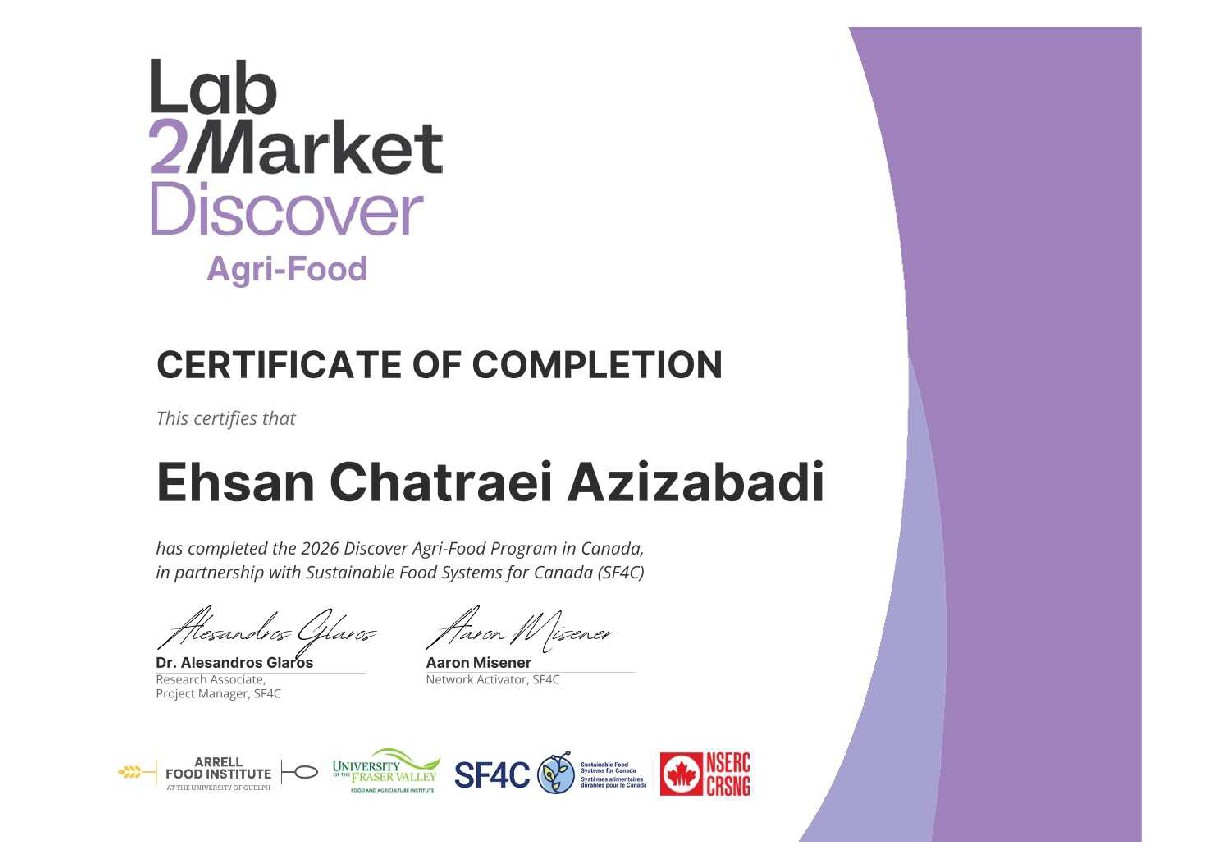 Lab
2Market
Discover
Agri-Food
CERTIFICATE OF COMPLETION
This certifies that
Ehsan Chatraei Azizabadi
has completed the 2026 Discover Agri-Food Program in Canada,
in partnership with Sustainable Food Systems for Canada (SF4C)
Alesandros Glaros
Aaron Misener
Dr. Alesandros Glaros
Research Associate,
Project Manager, SF4C
Aaron Misener
Network Activator, SF4C
ARRELL
FOOD INSTITUTE
AT THE UNIVERSITY OF GUELPH
UNIVERSITY
OF THE FRASER VALLEY
FOOD AND AGRICULTURE INSTITUTE
SF4C
Sustainable Food
Systems for Canada
Systèmes alimentaires
durables pour le Canada
NSERC
CRSNG